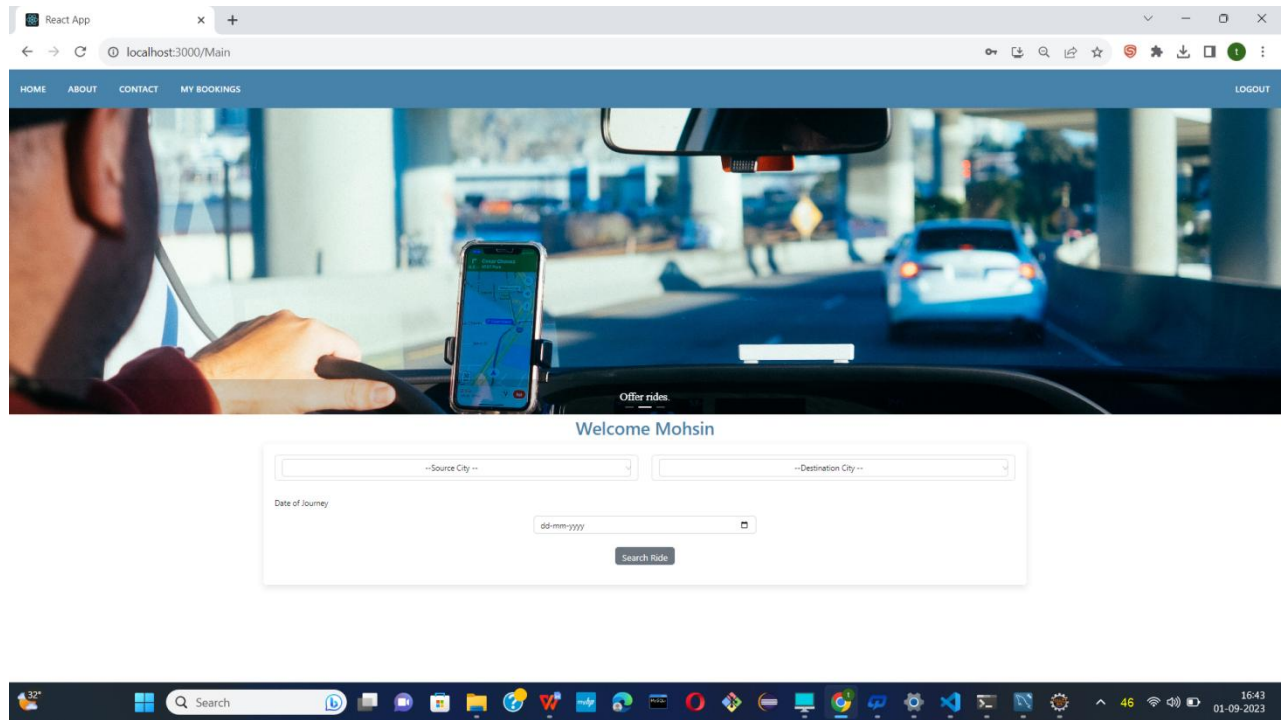 React App
localhost:3000/Main
HOME ABOUT CONTACT MY BOOKINGS LOGOUT
Offer rides.
Welcome Mohsin
--Source City -- --Destination City --
Date of Journey
dd-mm-yyyy
Search Ride
32°
Search
46
16:43
01-09-2023